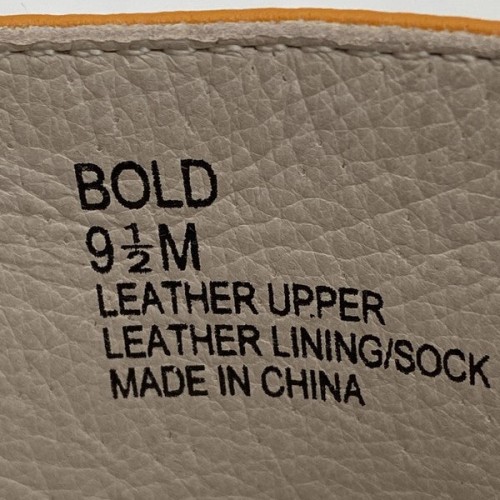 BOLD
9½M
LEATHER UPPER
LEATHER LINING/SOCK
MADE IN CHINA